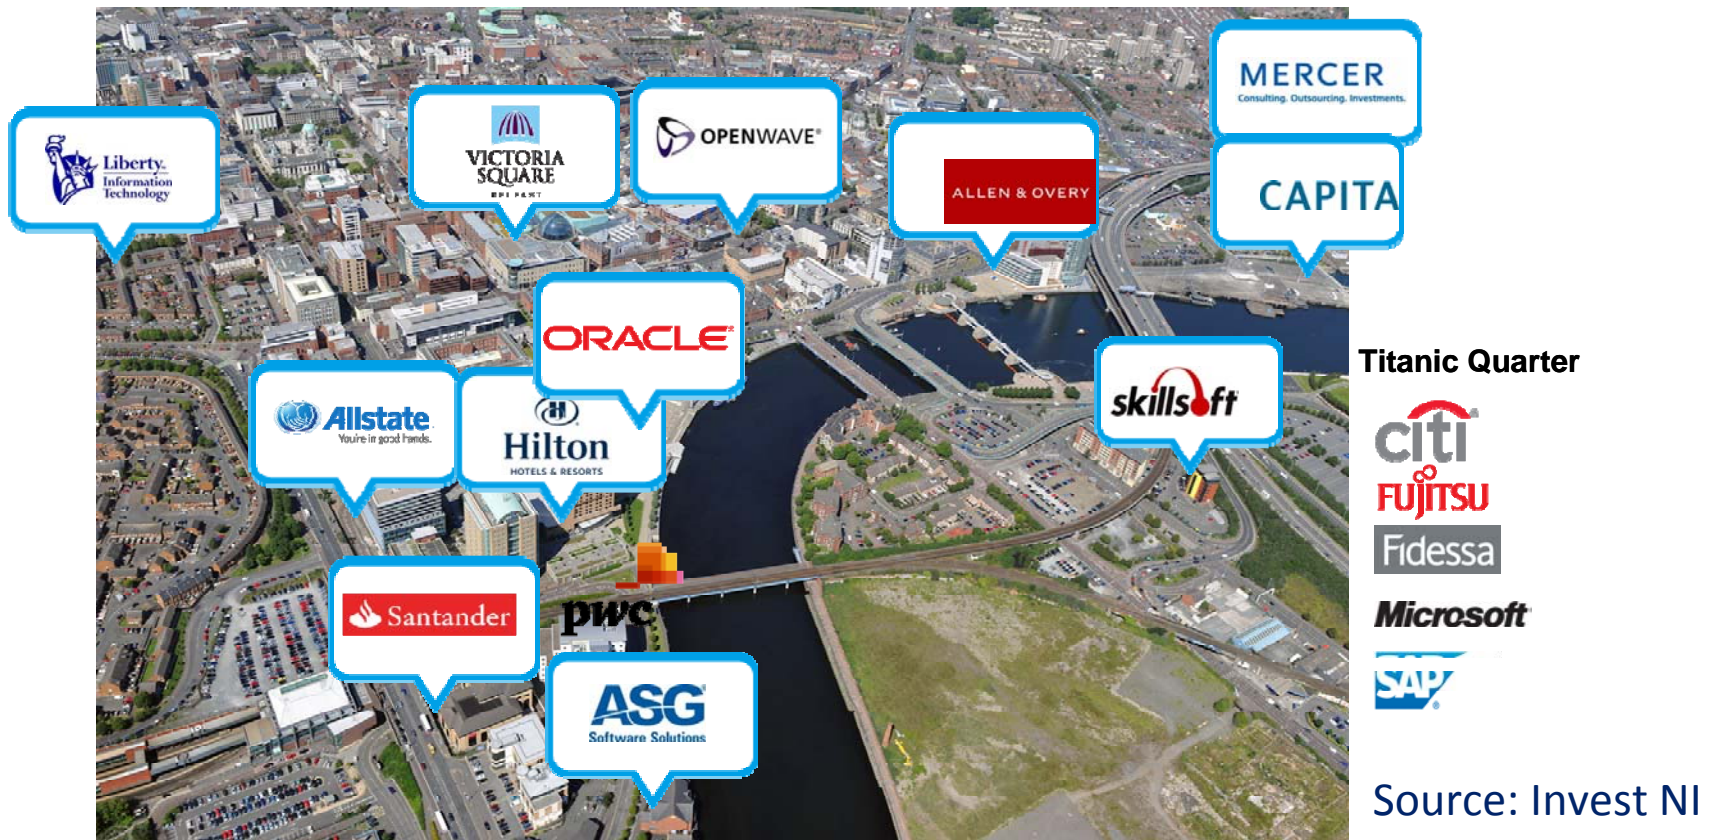 MERCER
Consulting. Outsourcing. Investments.
Liberty
Information
Technology
VICTORIA
SQUARE
BELFAST
OPENWAVE®
ALLEN & OVERY
CAPITA
ORACLE®
Allstate
You're in good hands.
Hilton
HOTELS & RESORTS
skillsoft
Titanic Quarter
citi
FUJITSU
Fidessa
Microsoft
SAP®
Santander
pwc
ASG
Software Solutions
Source: Invest NI